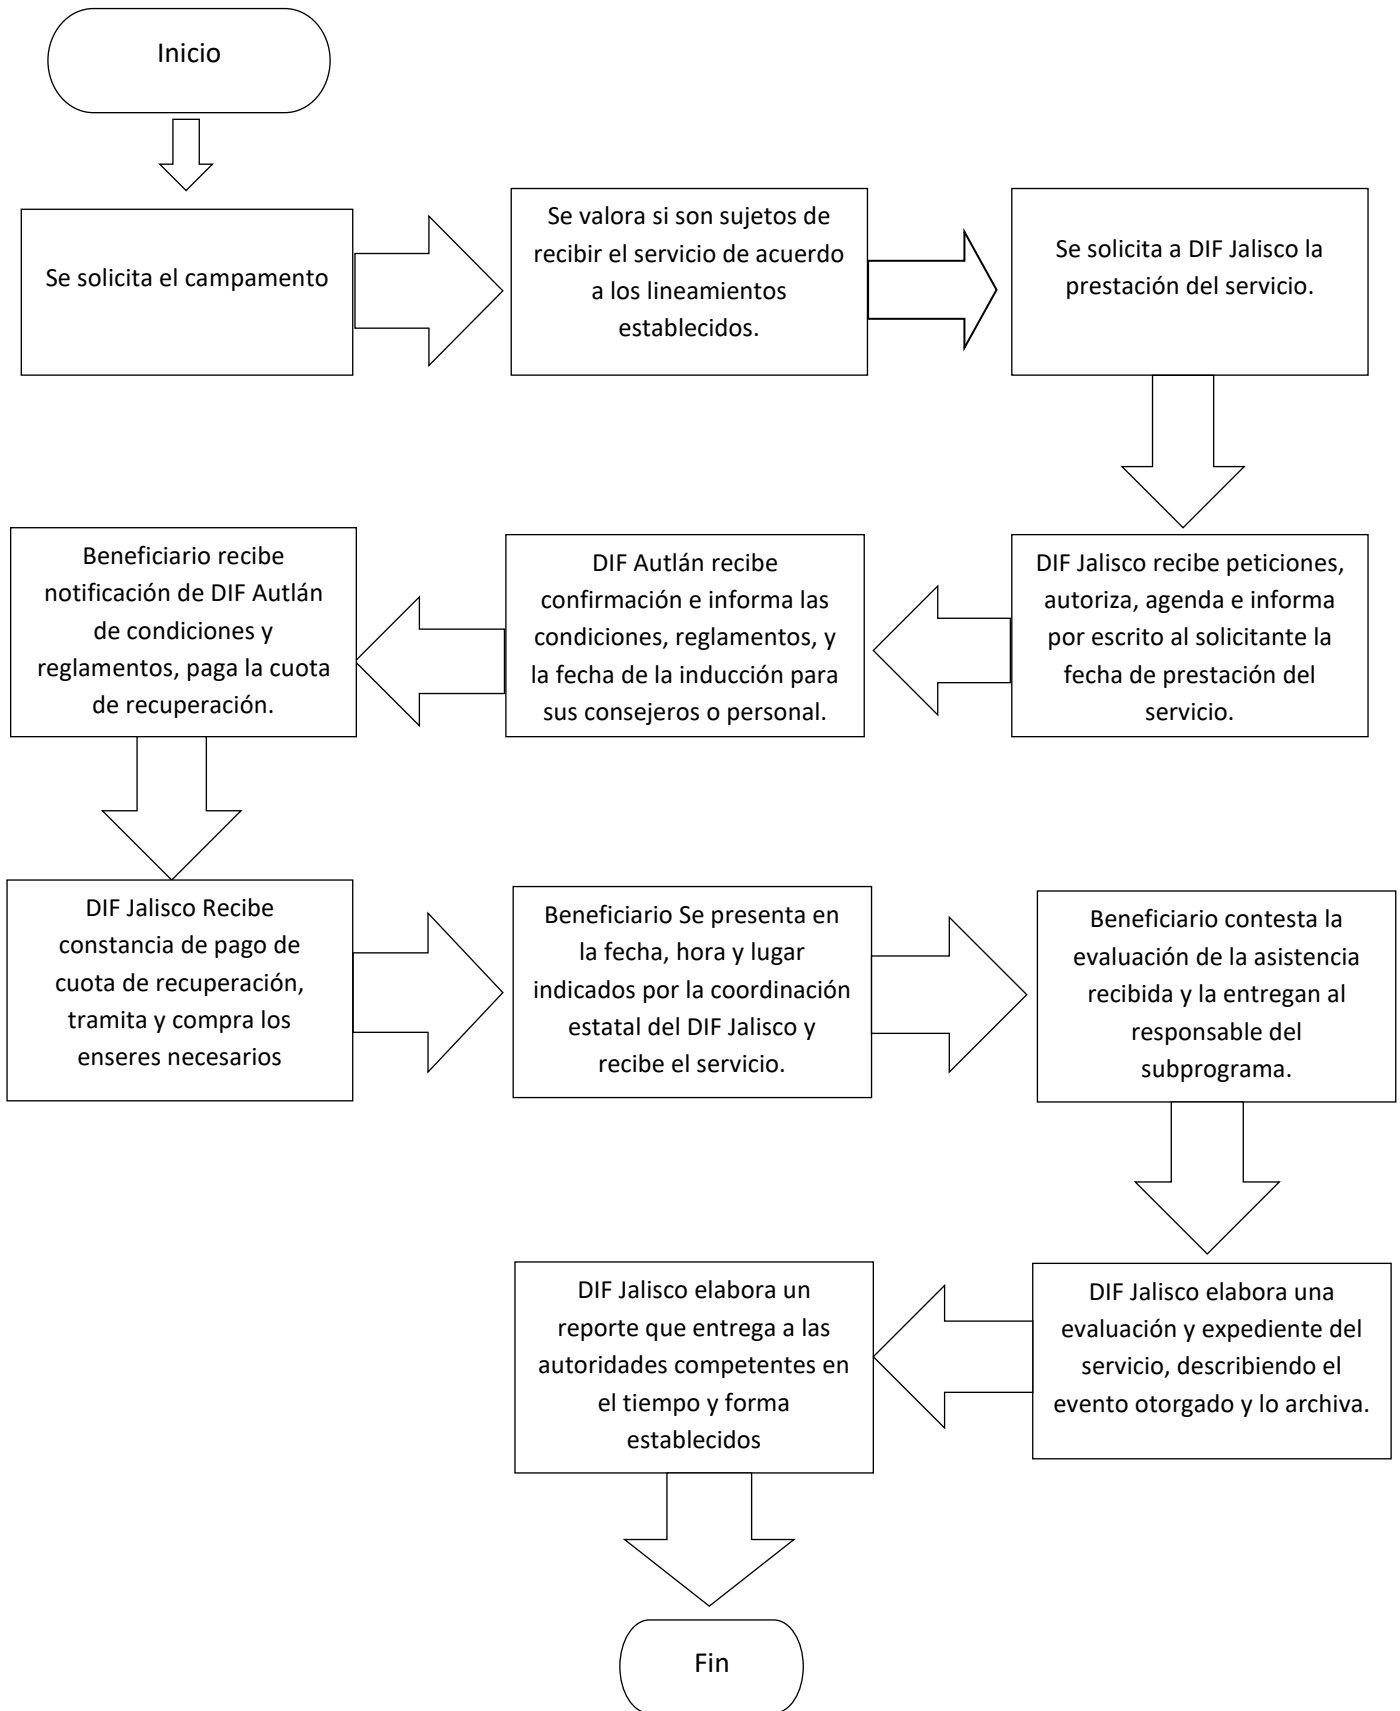 Inicio
Se solicita el campamento
Se valora si son sujetos de
recibir el servicio de acuerdo
a los lineamientos
establecidos.
Se solicita a DIF Jalisco la
prestación del servicio.
DIF Jalisco recibe peticiones,
autoriza, agenda e informa
por escrito al solicitante la
fecha de prestación del
servicio.
DIF Autlán recibe
confirmación e informa las
condiciones, reglamentos, y
la fecha de la inducción para
sus consejeros o personal.
Beneficiario recibe
notificación de DIF Autlán
de condiciones y
reglamentos, paga la cuota
de recuperación.
DIF Jalisco Recibe
constancia de pago de
cuota de recuperación,
tramita y compra los
enseres necesarios
Beneficiario Se presenta en
la fecha, hora y lugar
indicados por la coordinación
estatal del DIF Jalisco y
recibe el servicio.
Beneficiario contesta la
evaluación de la asistencia
recibida y la entregan al
responsable del
subprograma.
DIF Jalisco elabora una
evaluación y expediente del
servicio, describiendo el
evento otorgado y lo archiva.
DIF Jalisco elabora un
reporte que entrega a las
autoridades competentes en
el tiempo y forma
establecidos
Fin